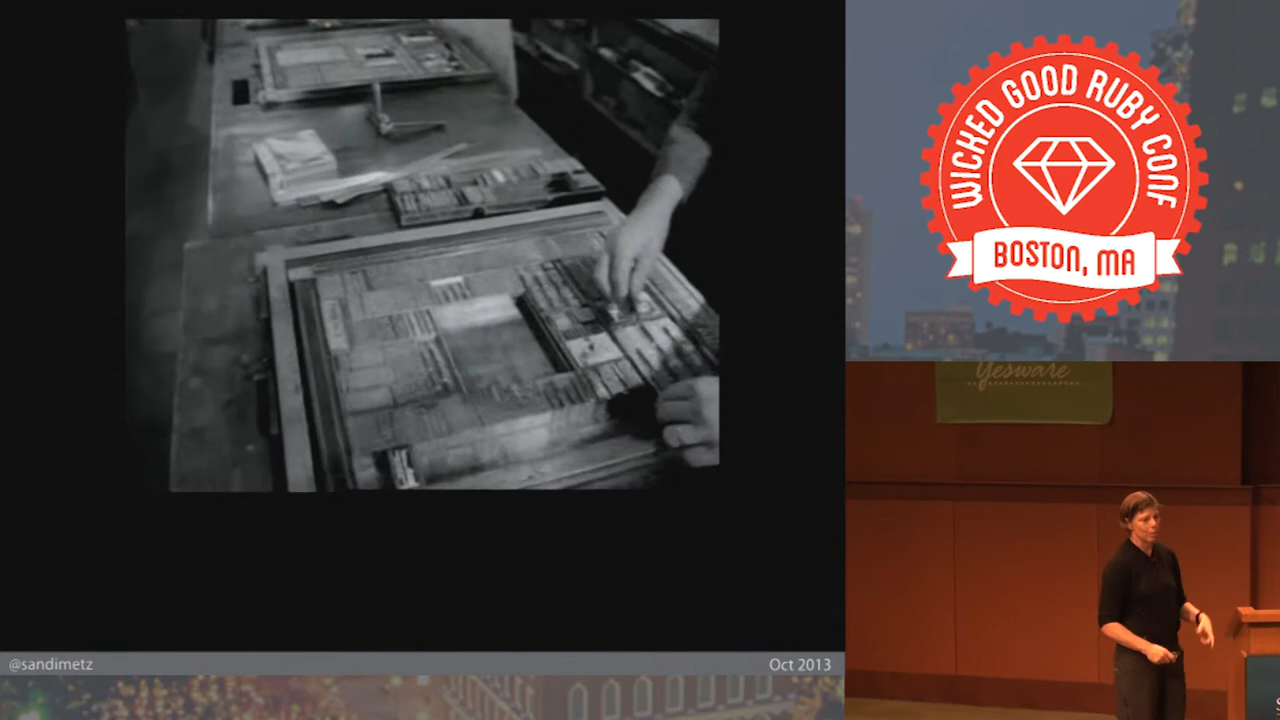 WICKED GOOD RUBY CONF
BOSTON, MA
yesware
@sandimetz
Oct 2013